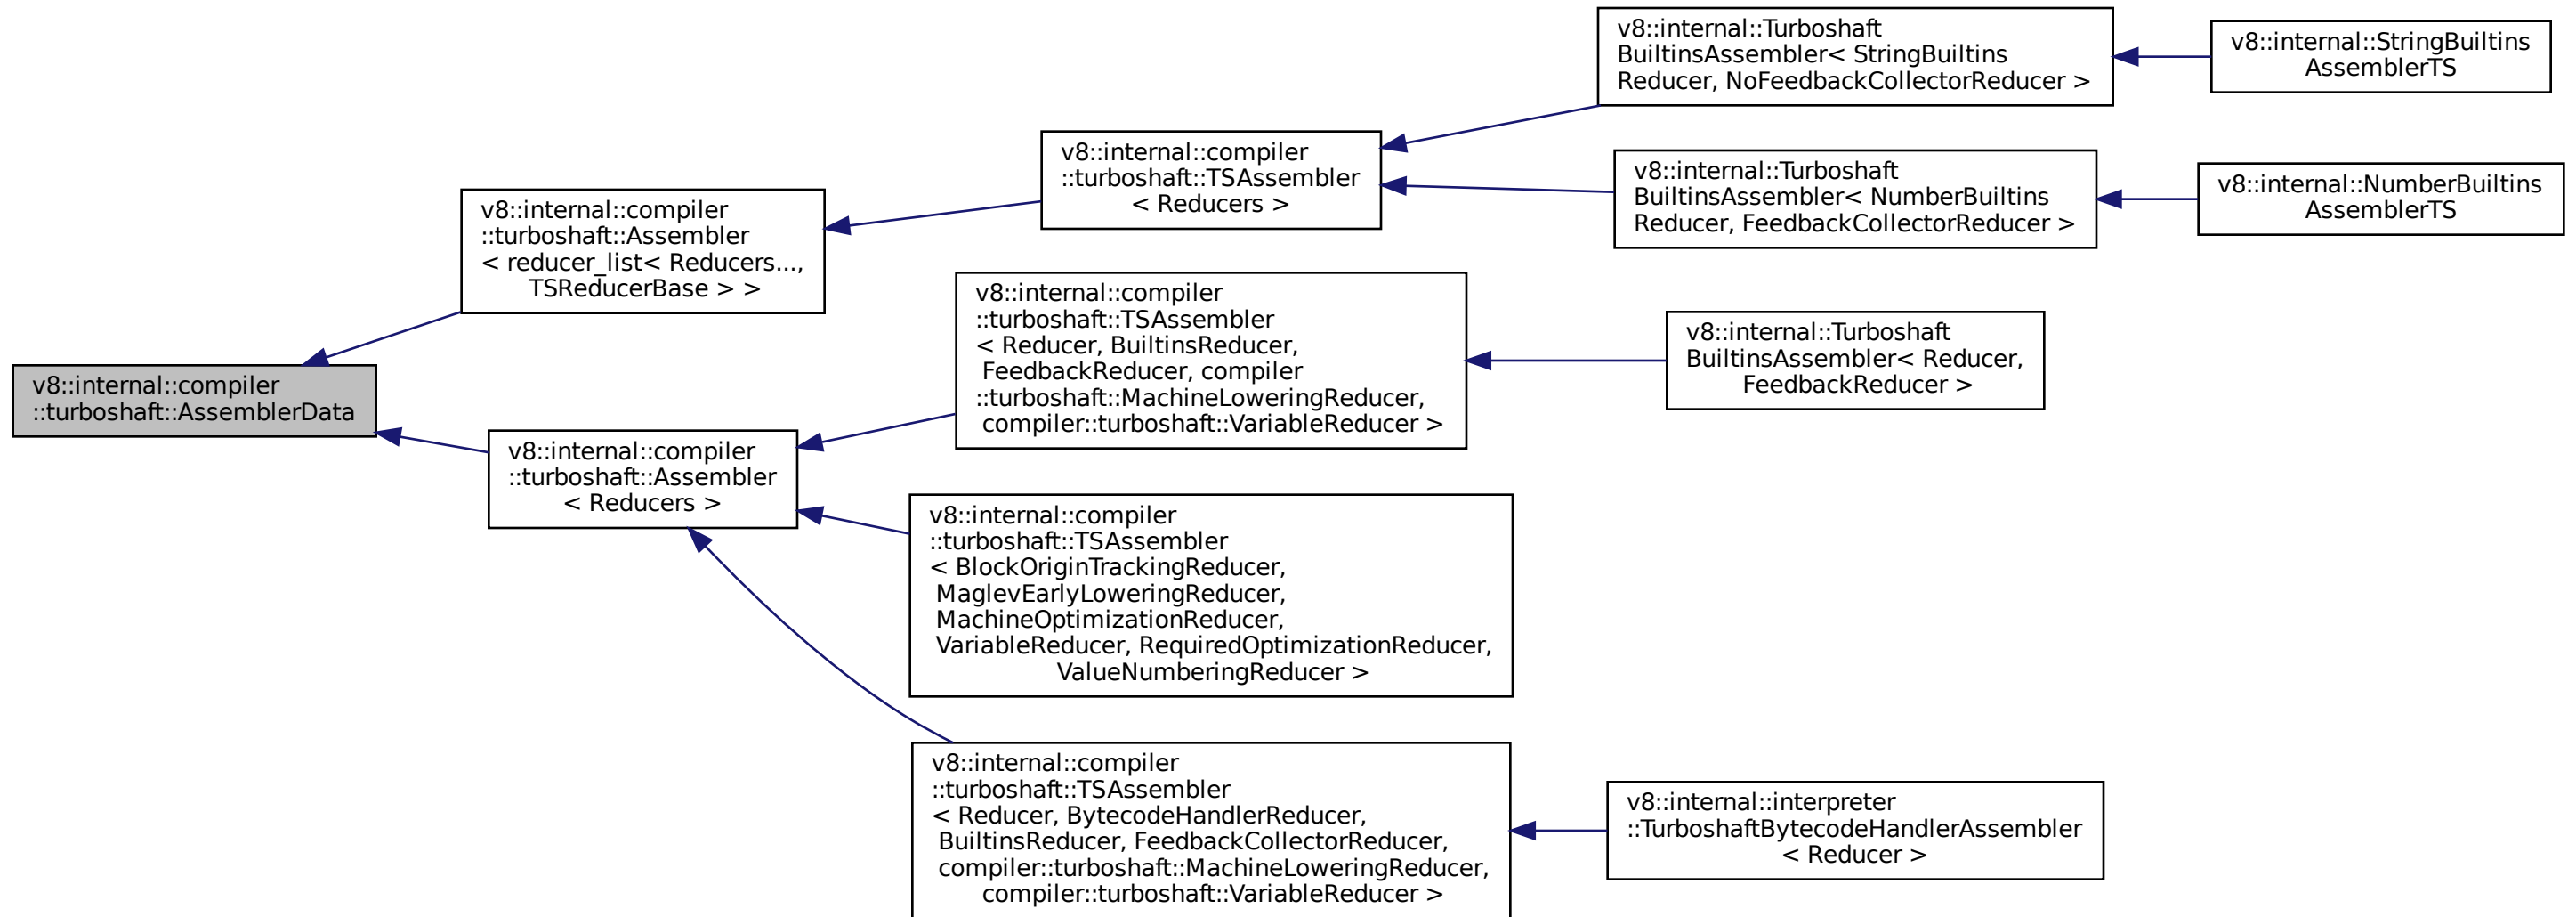 v8::internal::Turboshaft
BuiltinsAssembler< StringBuiltins
Reducer, NoFeedbackCollectorReducer >
v8::internal::StringBuiltins
AssemblerTS
v8::internal::compiler
::turboshaft::TSAssembler
< Reducers >
v8::internal::Turboshaft
BuiltinsAssembler< NumberBuiltins
Reducer, FeedbackCollectorReducer >
v8::internal::NumberBuiltins
AssemblerTS
v8::internal::compiler
::turboshaft::Assembler
< reducer_list< Reducers...,
TSReducerBase > >
v8::internal::compiler
::turboshaft::TSAssembler
< Reducer, BuiltinsReducer,
FeedbackReducer, compiler
::turboshaft::MachineLoweringReducer,
compiler::turboshaft::VariableReducer >
v8::internal::Turboshaft
BuiltinsAssembler< Reducer,
FeedbackReducer >
v8::internal::compiler
::turboshaft::AssemblerData
v8::internal::compiler
::turboshaft::Assembler
< Reducers >
v8::internal::compiler
::turboshaft::TSAssembler
< BlockOriginTrackingReducer,
MaglevEarlyLoweringReducer,
MachineOptimizationReducer,
VariableReducer, RequiredOptimizationReducer,
ValueNumberingReducer >
v8::internal::compiler
::turboshaft::TSAssembler
< Reducer, BytecodeHandlerReducer,
BuiltinsReducer, FeedbackCollectorReducer,
compiler::turboshaft::MachineLoweringReducer,
compiler::turboshaft::VariableReducer >
v8::internal::interpreter
::TurboshaftBytecodeHandlerAssembler
< Reducer >